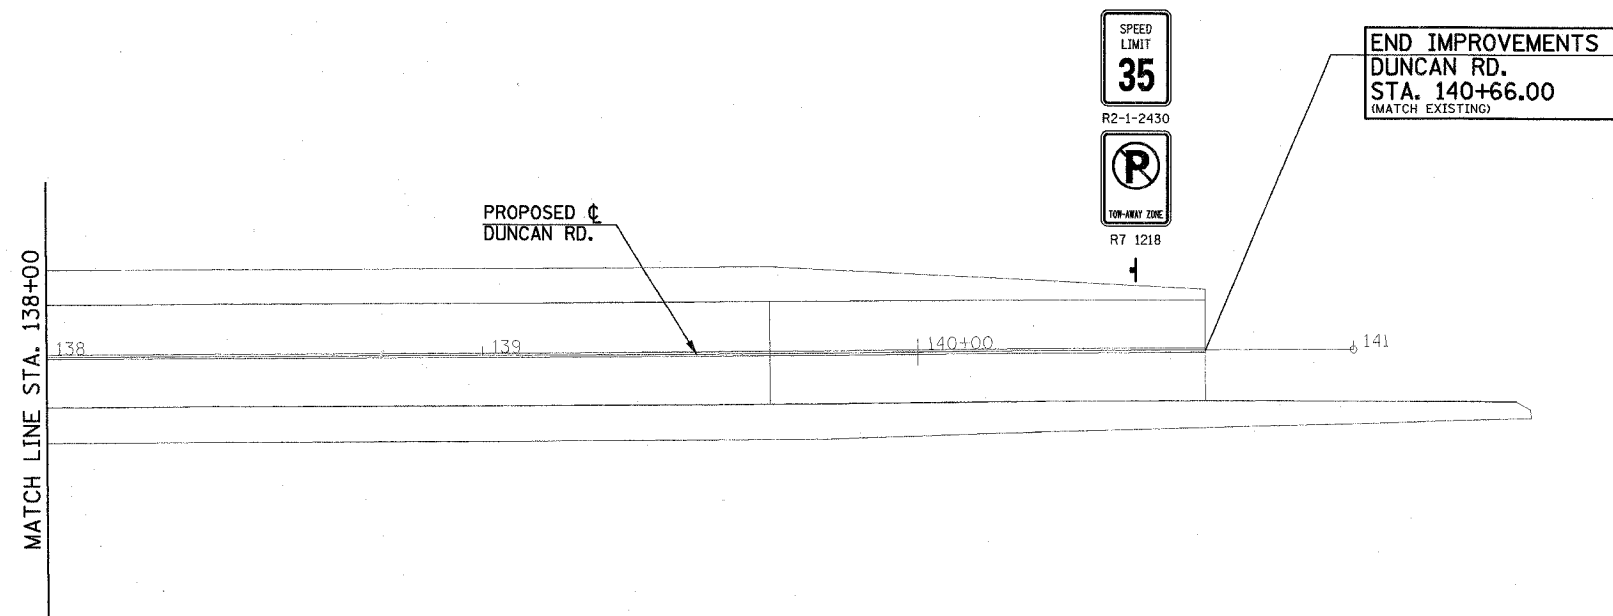 SPEED
LIMIT
35
R2-1-2430
P
TOW-AWAY ZONE
R7 1218
END IMPROVEMENTS
DUNCAN RD.
STA. 140+66.00
(MATCH EXISTING)
PROPOSED ℄
DUNCAN RD.
MATCH LINE STA. 138+00
138
139
140+00
141